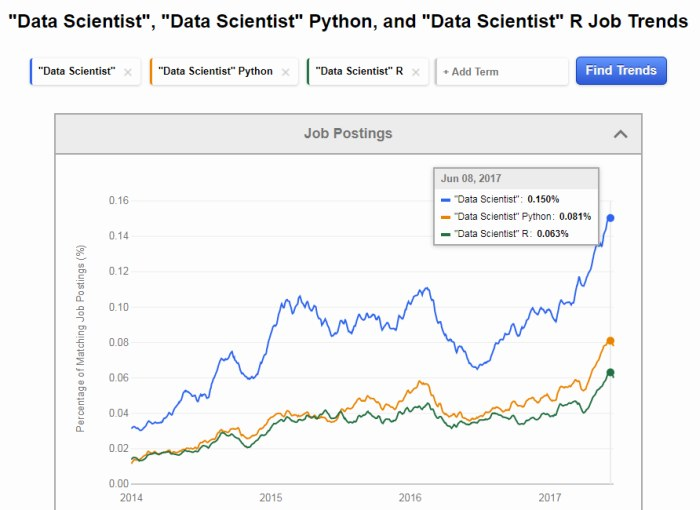 "Data Scientist", "Data Scientist" Python, and "Data Scientist" R Job Trends
"Data Scientist" × "Data Scientist" Python × "Data Scientist" R × + Add Term Find Trends
Job Postings
Jun 08, 2017
"Data Scientist": 0.150%
"Data Scientist" Python: 0.081%
"Data Scientist" R: 0.063%
Percentage of Matching Job Postings (%)
0.16
0.14
0.12
0.10
0.08
0.06
0.04
0.02
0.00
2014 2015 2016 2017